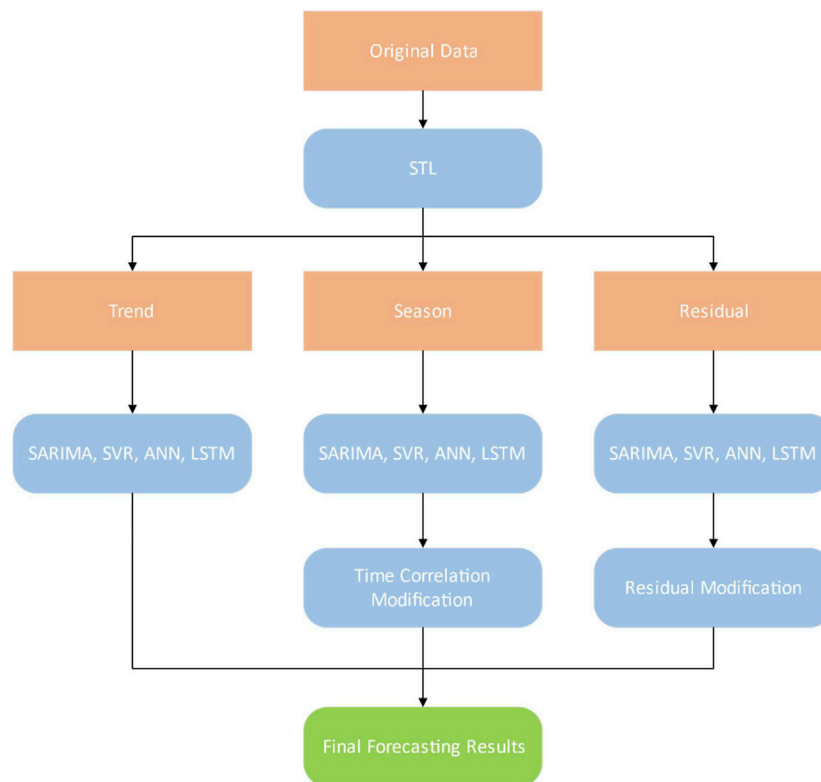 Original Data
STL
Trend
Season
Residual
SARIMA, SVR, ANN, LSTM
SARIMA, SVR, ANN, LSTM
SARIMA, SVR, ANN, LSTM
Time Correlation
Modification
Residual Modification
Final Forecasting Results